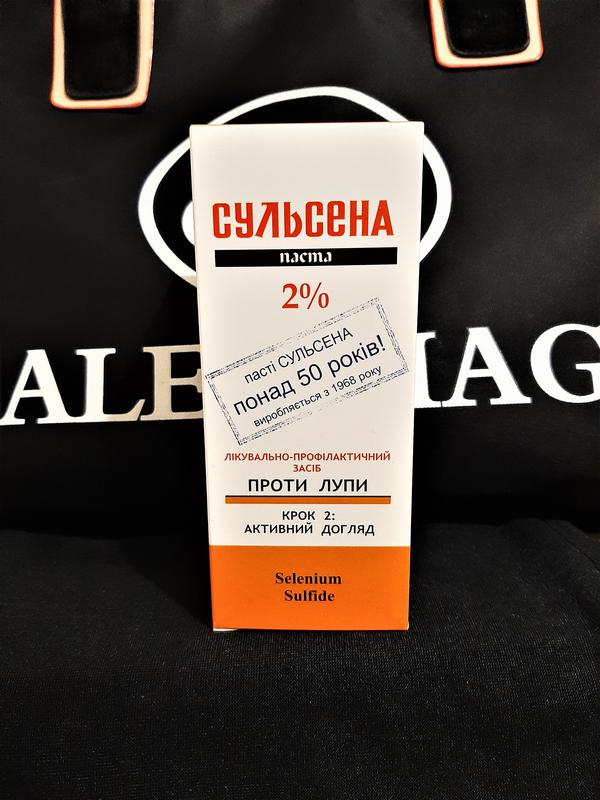 СУЛЬСЕНА
паста
2%
пасті СУЛЬСЕНА
понад 50 років!
виробляється з 1968 року
ЛІКУВАЛЬНО-ПРОФІЛАКТИЧНИЙ
ЗАСІБ
ПРОТИ ЛУПИ
КРОК 2:
АКТИВНИЙ ДОГЛЯД
Selenium
Sulfide